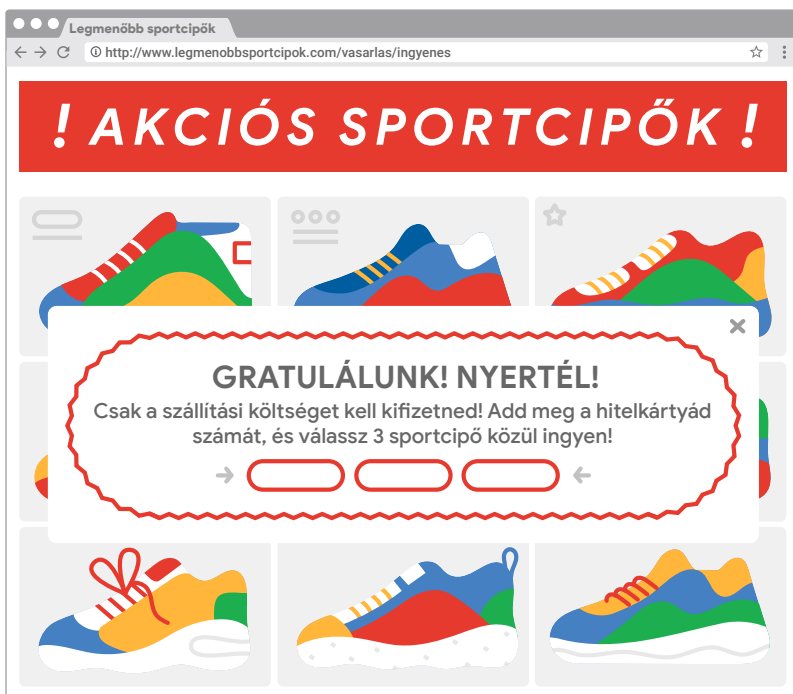 Legmenőbb sportcipők
http://www.legmenobbsportcipok.com/vasarlas/ingyenes
! AKCIÓS SPORTCIPŐK !
GRATULÁLUNK! NYERTÉL!
Csak a szállítási költséget kell kifizetned! Add meg a hitelkártyád
számát, és válassz 3 sportcipő közül ingyen!